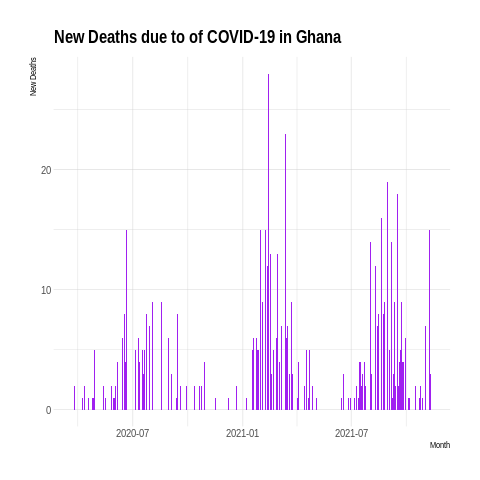 New Deaths due to of COVID-19 in Ghana
New Deaths
20
10
0
2020-07
2021-01
2021-07
Month